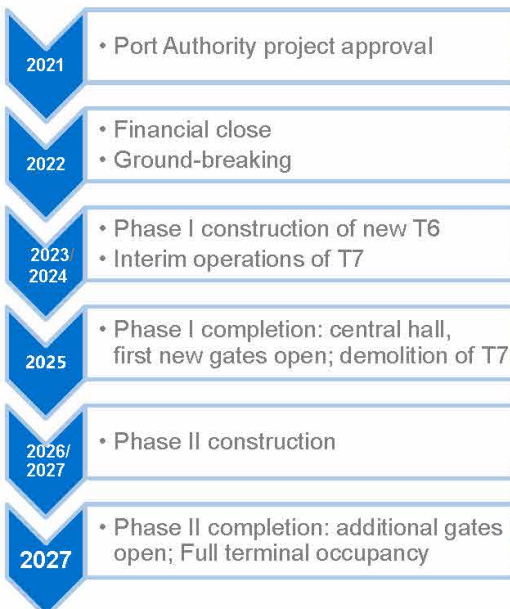 2021
• Port Authority project approval
2022
• Financial close
• Ground-breaking
2023/
2024
• Phase I construction of new T6
• Interim operations of T7
2025
• Phase I completion: central hall,
first new gates open; demolition of T7
2026/
2027
• Phase II construction
2027
• Phase II completion: additional gates
open; Full terminal occupancy